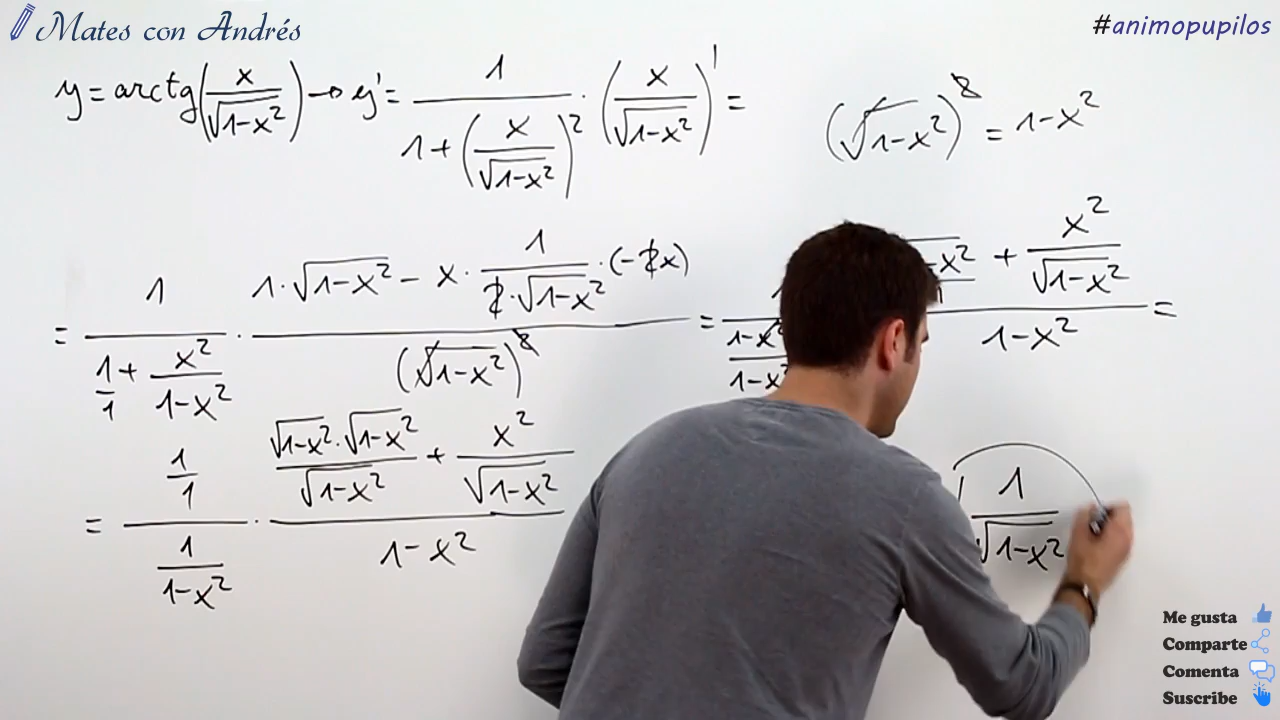 Mates con Andrés
#animopupilos
y = arctg(x/√(1-x²)) → y' = 1/(1+(x/√(1-x²))²) · (x/√(1-x²))' =
(√(1-x²))² = 1-x²
= 1/(1/1 + x²/(1-x²)) · (1·√(1-x²) - x · 1/(2·√(1-x²)) · (-2x))/(√(1-x²))² =
+ x²/√(1-x²)
1-x² =
= (1/1)/(1/(1-x²)) · (√(1-x²)·√(1-x²)/√(1-x²) + x²/√(1-x²))/(1-x²)
1/√(1-x²)
Me gusta
Comparte
Comenta
Suscribe